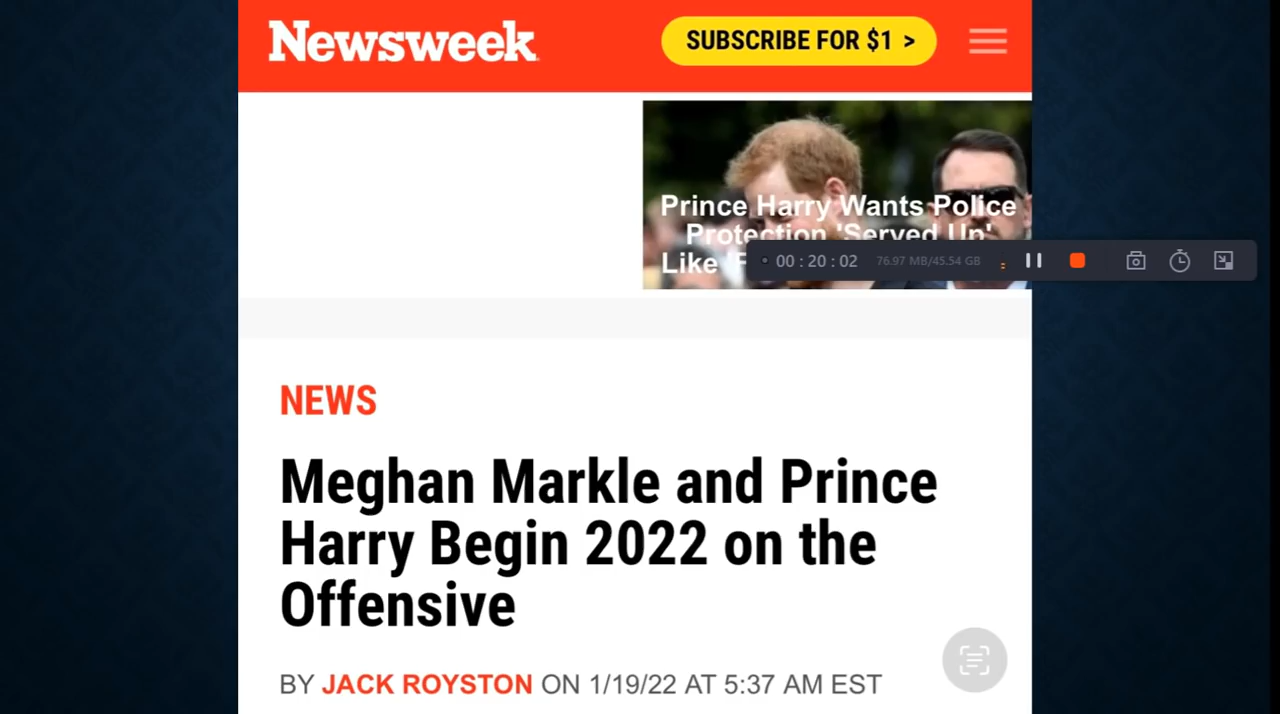 Newsweek
SUBSCRIBE FOR $1 >
Prince Harry Wants Police
Protection 'Served Up'
Like
00 : 20 : 02 76.97 MB/45.54 GB
NEWS
Meghan Markle and Prince
Harry Begin 2022 on the
Offensive
BY JACK ROYSTON ON 1/19/22 AT 5:37 AM EST